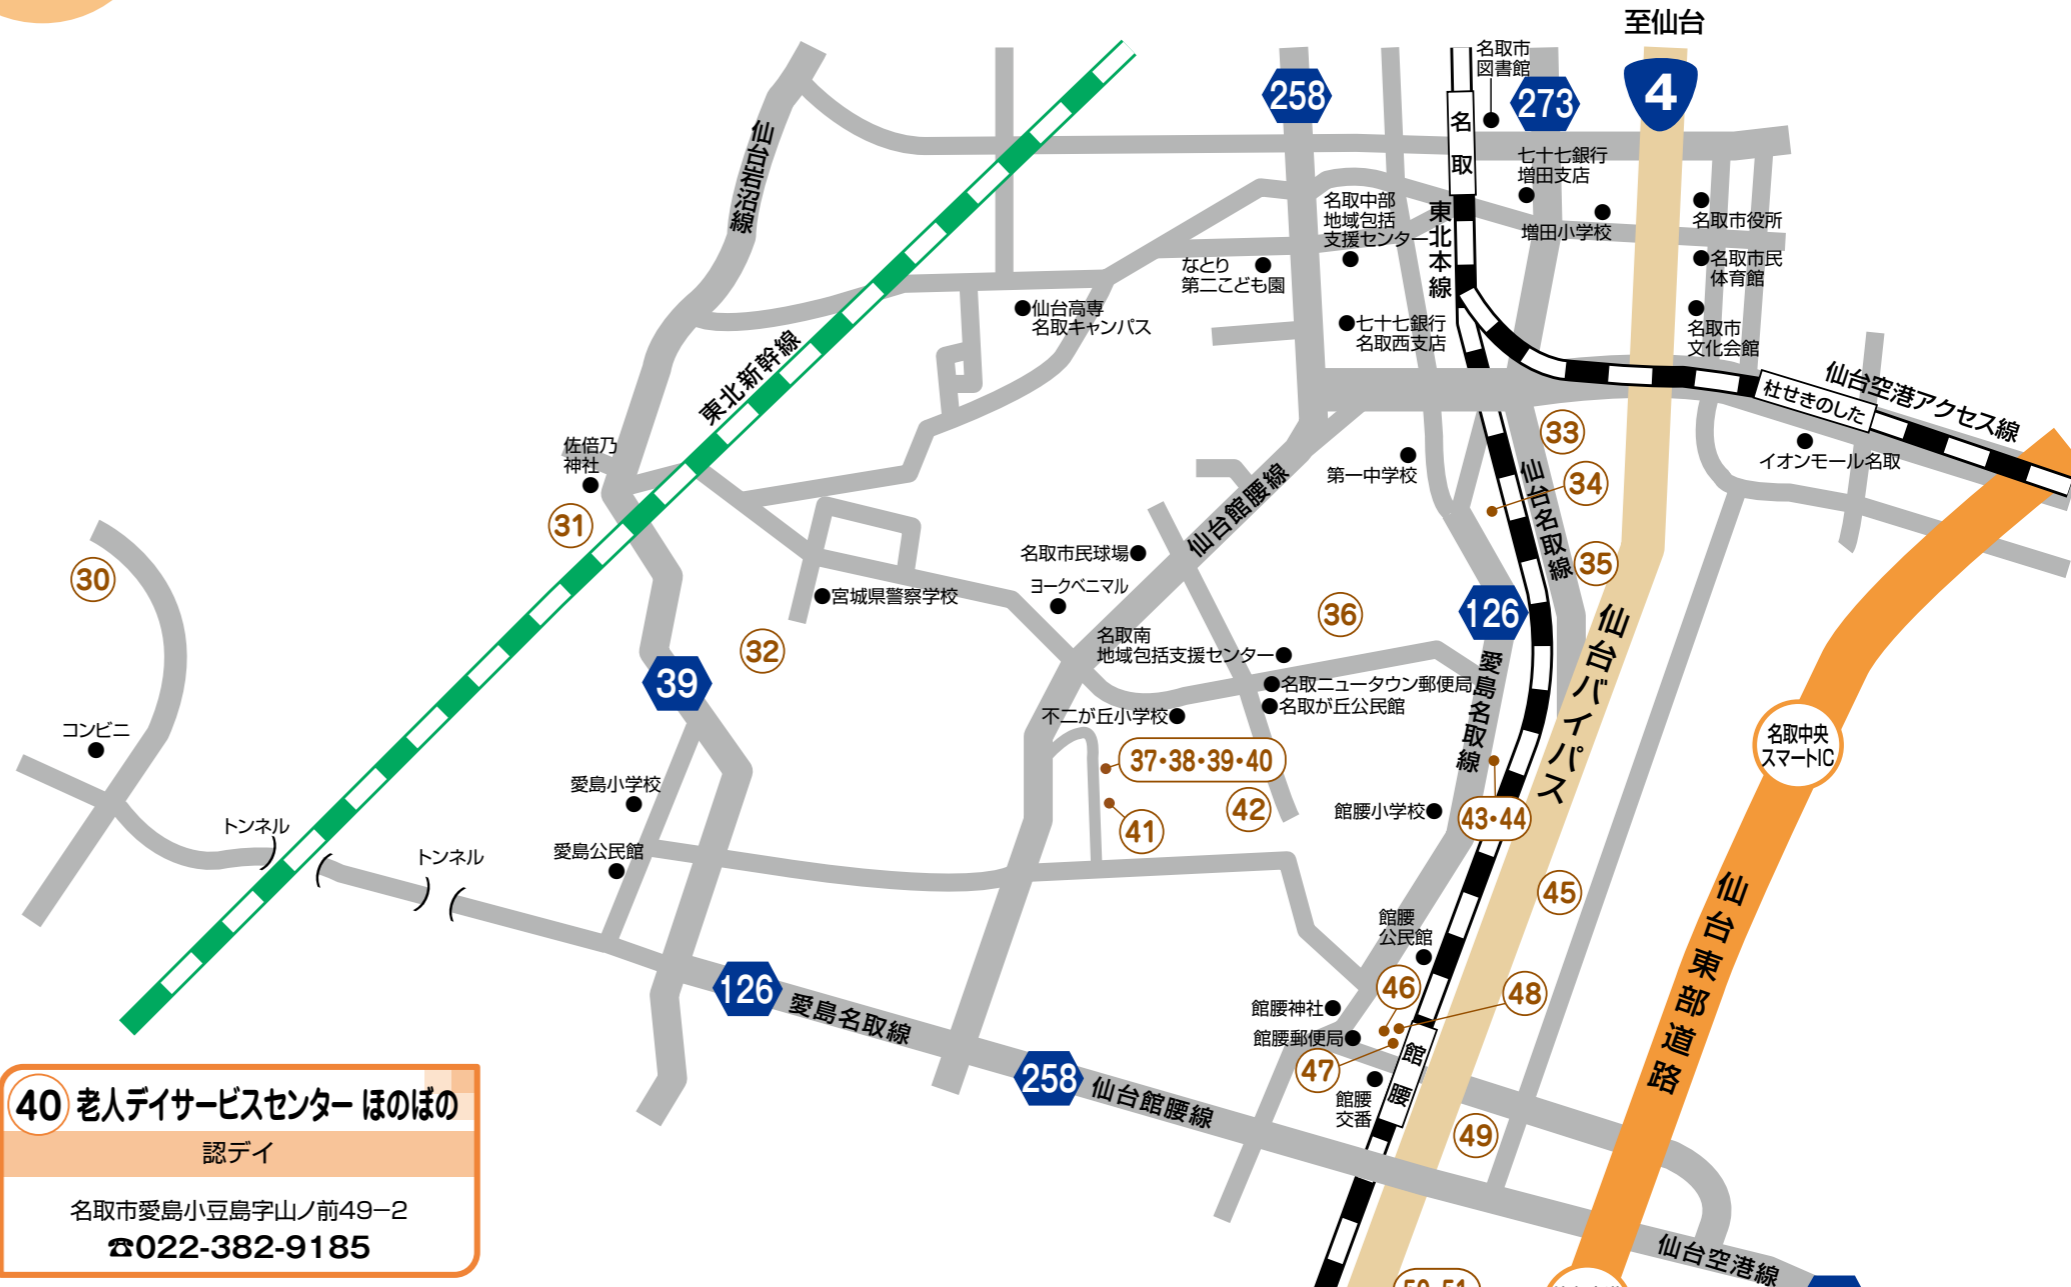 至仙台
名取市
図書館
258
273
4
名取
仙台岩沼線
七十七銀行
増田支店
名取中部
地域包括
支援センター
東北本線
増田小学校
名取市役所
名取市民
体育館
なとり
第二こども園
仙台高専
名取キャンパス
七十七銀行
名取西支店
名取市
文化会館
東北新幹線
仙台空港アクセス線
杜せきのした
イオンモール名取
佐倍乃
神社
33
第一中学校
34
仙台名取線
仙台館腰線
31
30
名取市民球場
35
ヨークベニマル
宮城県警察学校
36
126
仙台バイパス
32
名取南
地域包括支援センター
39
名取ニュータウン郵便局
名取が丘公民館
愛島名取線
不二が丘小学校
コンビニ
37・38・39・40
名取中央
スマートIC
愛島小学校
42
館腰小学校
43・44
トンネル
41
トンネル
愛島公民館
45
仙台東部道路
館腰
公民館
126
愛島名取線
46
48
館腰神社
館腰郵便局
47
館腰
258
仙台館腰線
館腰
交番
49
仙台空港線
50・51
40 老人デイサービスセンター ほのぼの
認デイ
名取市愛島小豆島字山ノ前49−2
☎022-382-9185